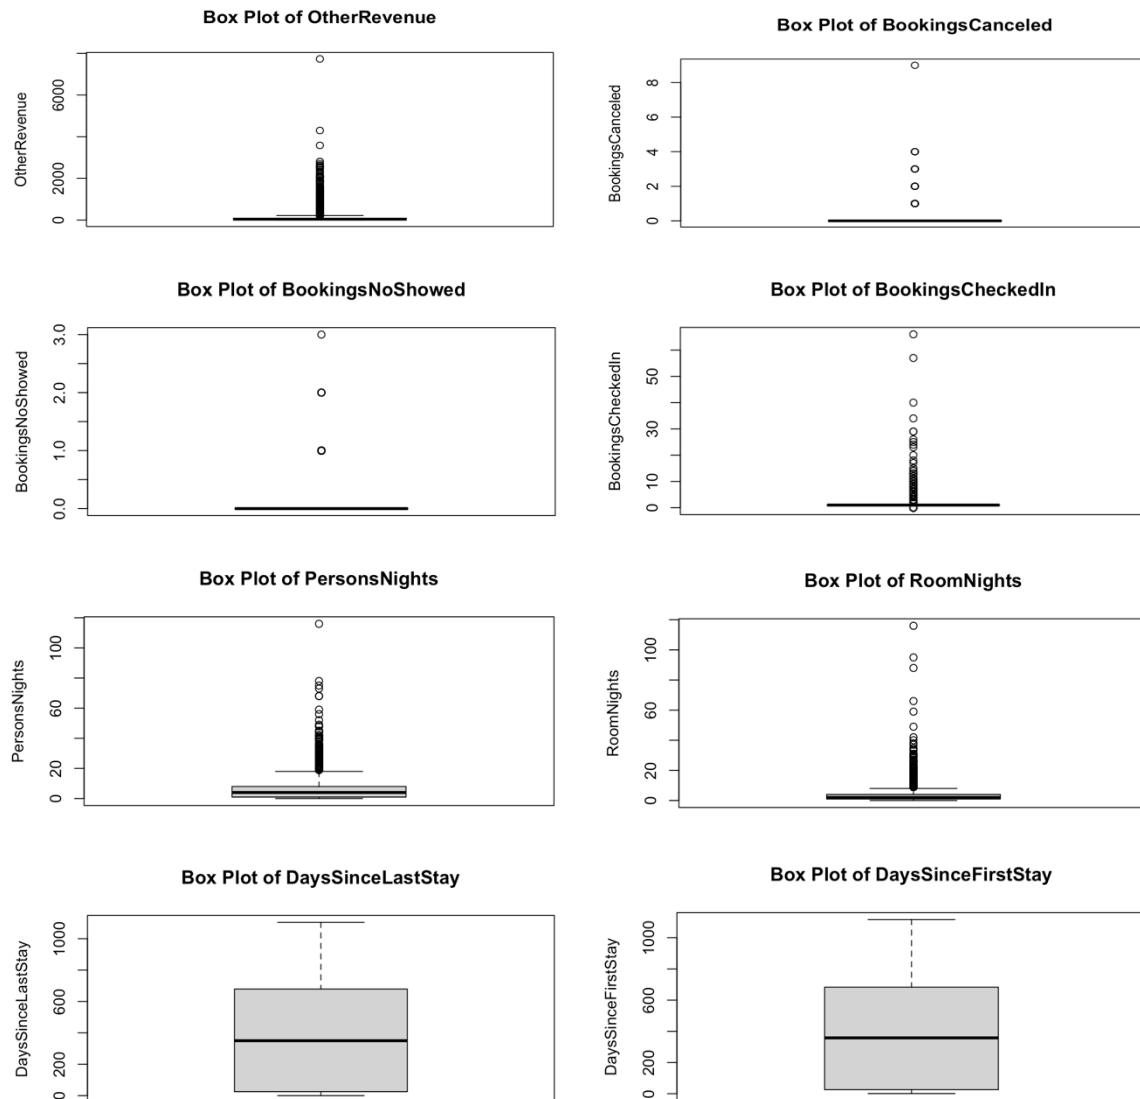 Box Plot of OtherRevenue
OtherRevenue
6000
2000
0
Box Plot of BookingsCanceled
BookingsCanceled
8
6
4
2
0
Box Plot of BookingsNoShowed
BookingsNoShowed
3.0
2.0
1.0
0.0
Box Plot of BookingsCheckedIn
BookingsCheckedIn
50
30
10
0
Box Plot of PersonsNights
PersonsNights
100
60
20
0
Box Plot of RoomNights
RoomNights
100
60
20
0
Box Plot of DaysSinceLastStay
DaysSinceLastStay
1000
600
200
0
Box Plot of DaysSinceFirstStay
DaysSinceFirstStay
1000
600
200
0